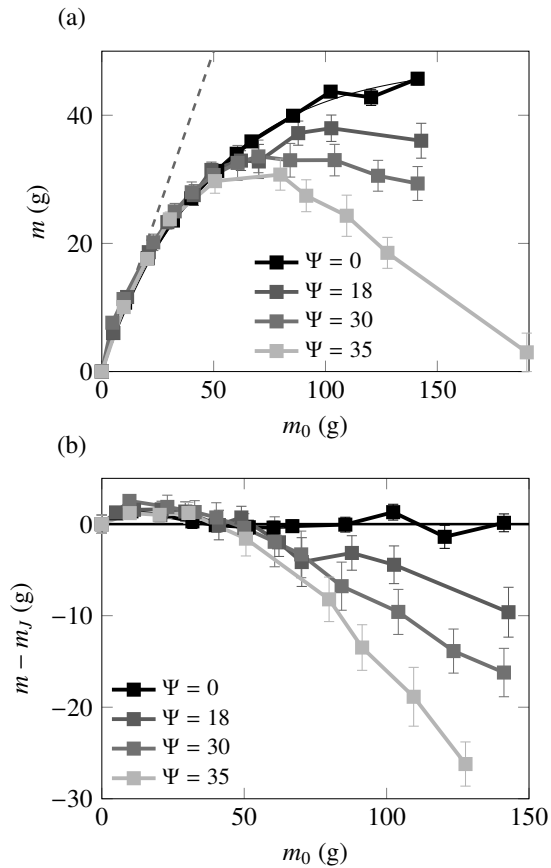 (a)
40
20
0
m (g)
Ψ = 0
Ψ = 18
Ψ = 30
Ψ = 35
0 50 100 150
m₀ (g)
(b)
0
−10
−20
−30
m − m_J (g)
Ψ = 0
Ψ = 18
Ψ = 30
Ψ = 35
0 50 100 150
m₀ (g)